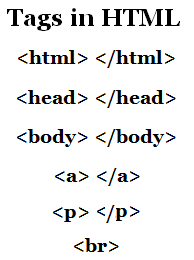 Tags in HTML
<html> </html>
<head> </head>
<body> </body>
<a> </a>
<p> </p>
<br>